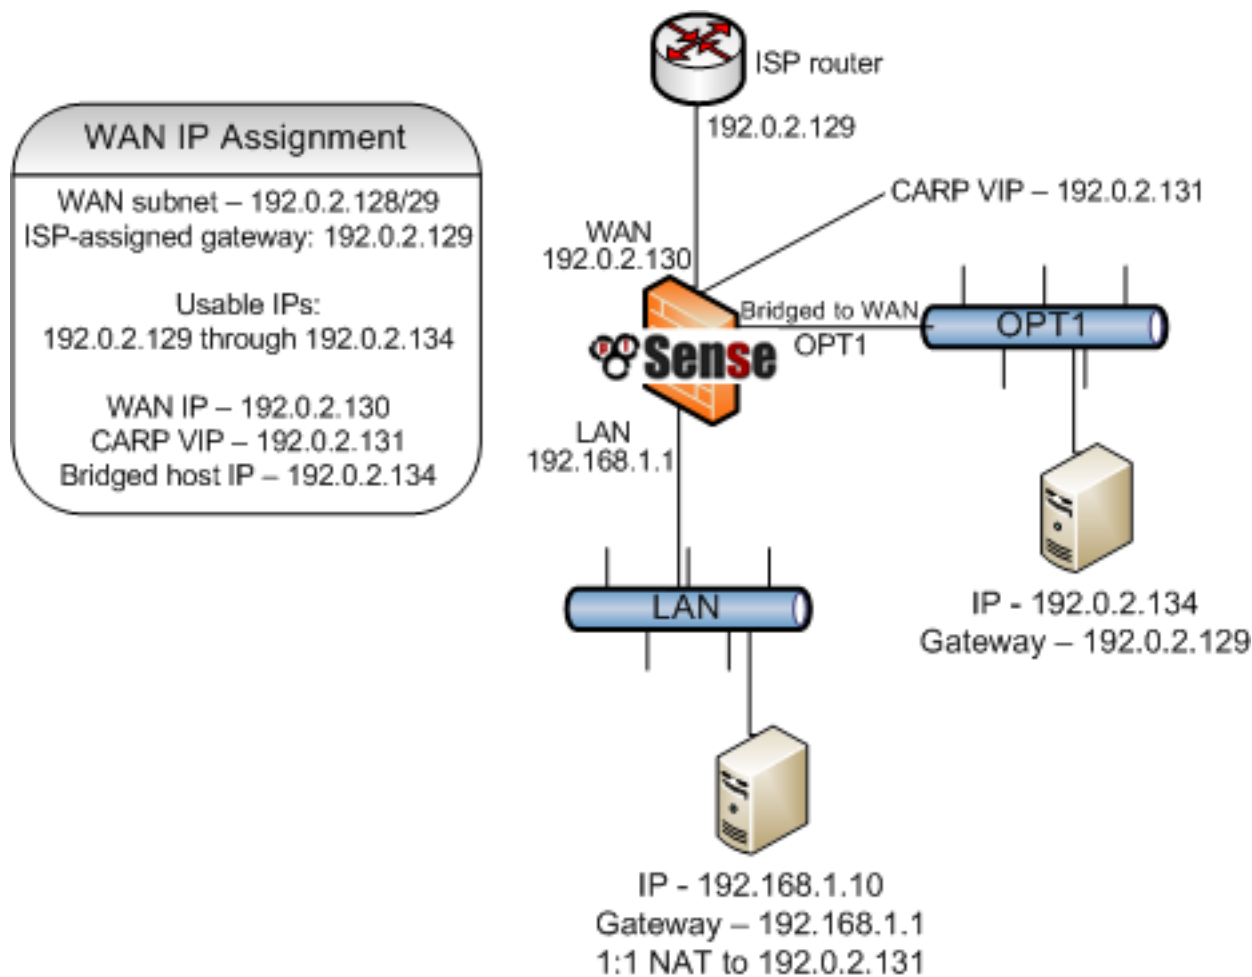 ISP router
192.0.2.129
WAN IP Assignment
WAN subnet – 192.0.2.128/29
ISP-assigned gateway: 192.0.2.129
Usable IPs:
192.0.2.129 through 192.0.2.134
WAN IP – 192.0.2.130
CARP VIP – 192.0.2.131
Bridged host IP – 192.0.2.134
CARP VIP – 192.0.2.131
WAN
192.0.2.130
Bridged to WAN
OPT1
OPT1
Sense
LAN
192.168.1.1
IP - 192.0.2.134
Gateway – 192.0.2.129
LAN
IP - 192.168.1.10
Gateway – 192.168.1.1
1:1 NAT to 192.0.2.131